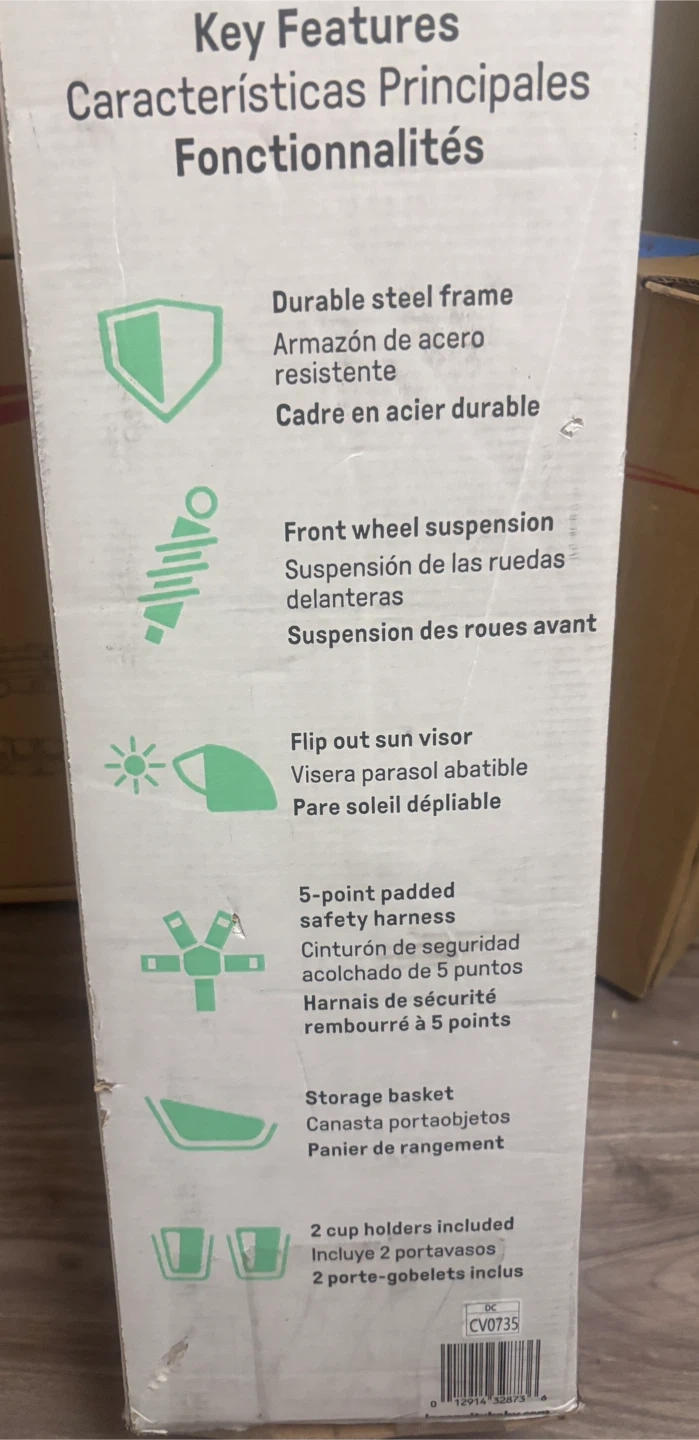 Key Features
Características Principales
Fonctionnalités
Durable steel frame
Armazón de acero
resistente
Cadre en acier durable
Front wheel suspension
Suspensión de las ruedas
delanteras
Suspension des roues avant
Flip out sun visor
Visera parasol abatible
Pare soleil dépliable
5-point padded
safety harness
Cinturón de seguridad
acolchado de 5 puntos
Harnais de sécurité
rembourré à 5 points
Storage basket
Canasta portaobjetos
Panier de rangement
2 cup holders included
Incluye 2 portavasos
2 porte-gobelets inclus
DC
CV0735
0 12914 32873 6